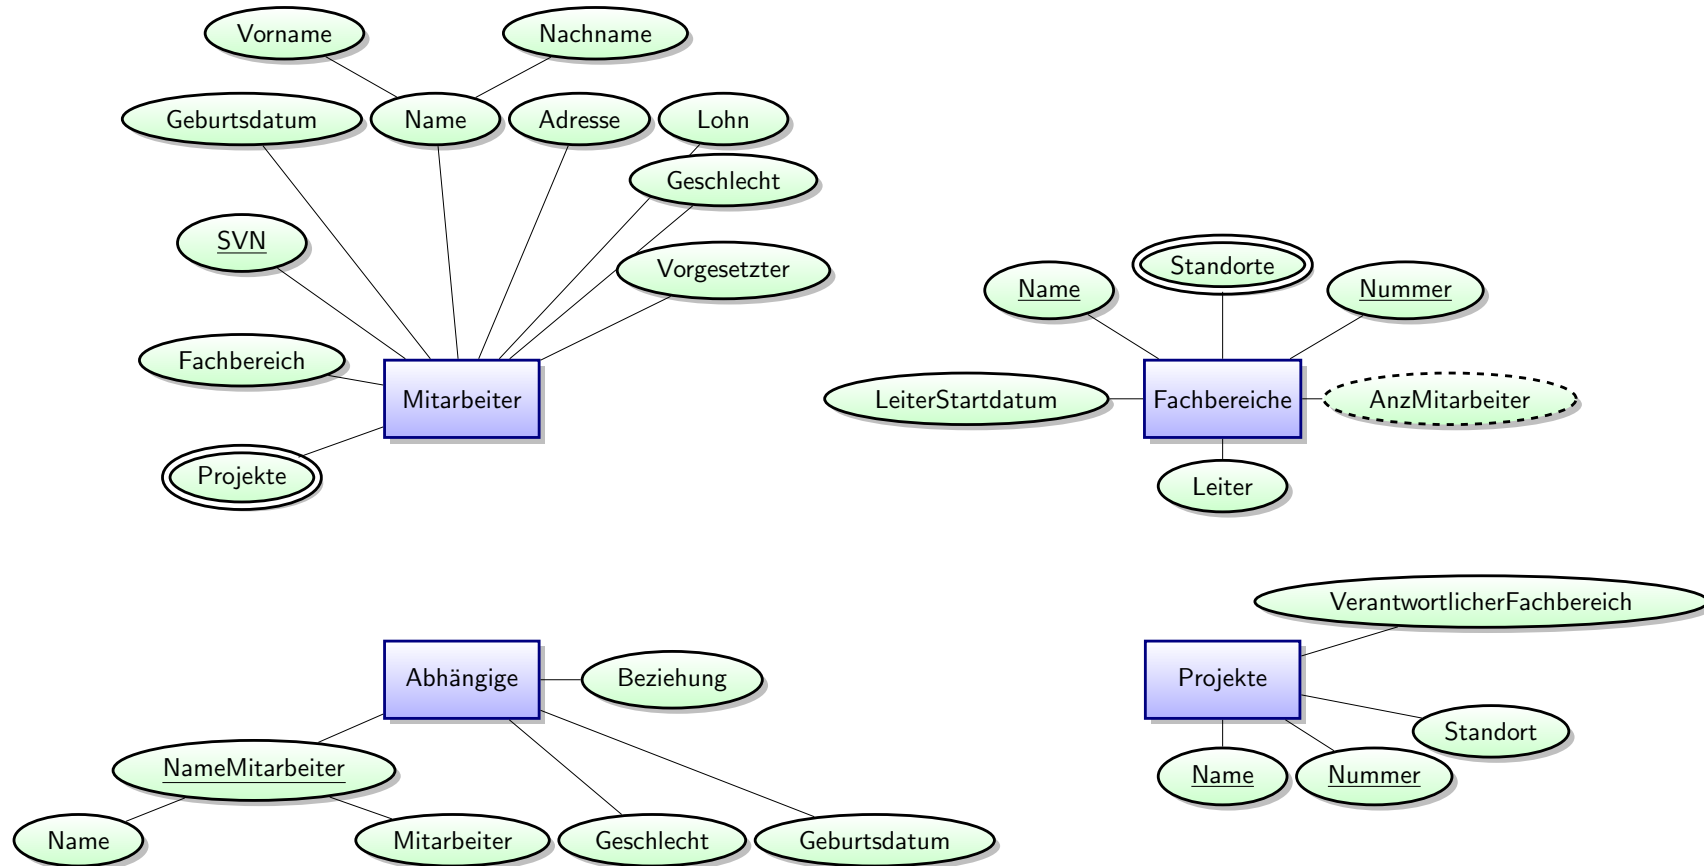 Vorname
Nachname
Geburtsdatum
Name
Adresse
Lohn
Geschlecht
SVN
Vorgesetzter
Fachbereich
Mitarbeiter
Projekte
Standorte
Name
Nummer
LeiterStartdatum
Fachbereiche
AnzMitarbeiter
Leiter
Abhängige
Beziehung
NameMitarbeiter
Name
Mitarbeiter
Geschlecht
Geburtsdatum
VerantwortlicherFachbereich
Projekte
Standort
Name
Nummer